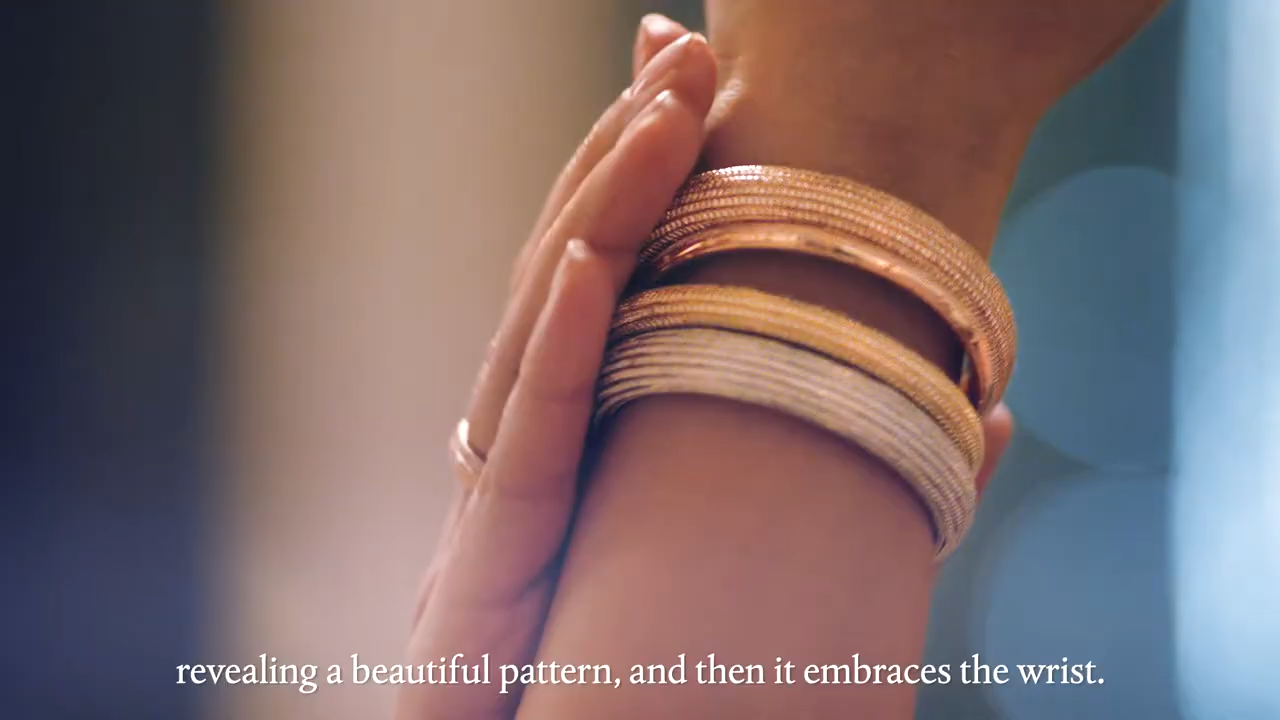 revealing a beautiful pattern, and then it embraces the wrist.